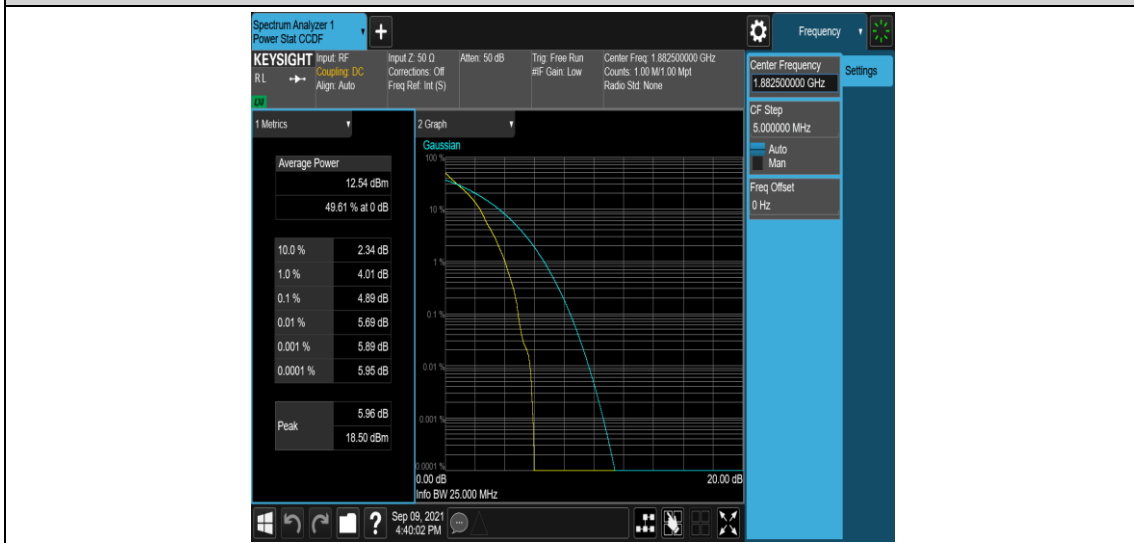 Spectrum Analyzer 1
Power Stat CCDF
+
Frequency
KEYSIGHT
RL
Input: RF
Coupling: DC
Align: Auto
Input Z: 50 Ω
Corrections: Off
Freq Ref: Int (S)
Atten: 50 dB
Trig: Free Run
#IF Gain: Low
Center Freq: 1.882500000 GHz
Counts: 1.00 M/1.00 Mpt
Radio Std: None
Center Frequency
1.882500000 GHz
Settings
CF Step
5.000000 MHz
Auto
Man
Freq Offset
0 Hz
1 Metrics
Average Power
12.54 dBm
49.61 % at 0 dB
10.0 % 2.34 dB
1.0 % 4.01 dB
0.1 % 4.89 dB
0.01 % 5.69 dB
0.001 % 5.89 dB
0.0001 % 5.95 dB
Peak
5.96 dB
18.50 dBm
2 Graph
Gaussian
100 %
10 %
1 %
0.1 %
0.01 %
0.001 %
0.0001 %
0.00 dB 20.00 dB
Info BW 25.000 MHz
?
Sep 09, 2021
4:40:02 PM